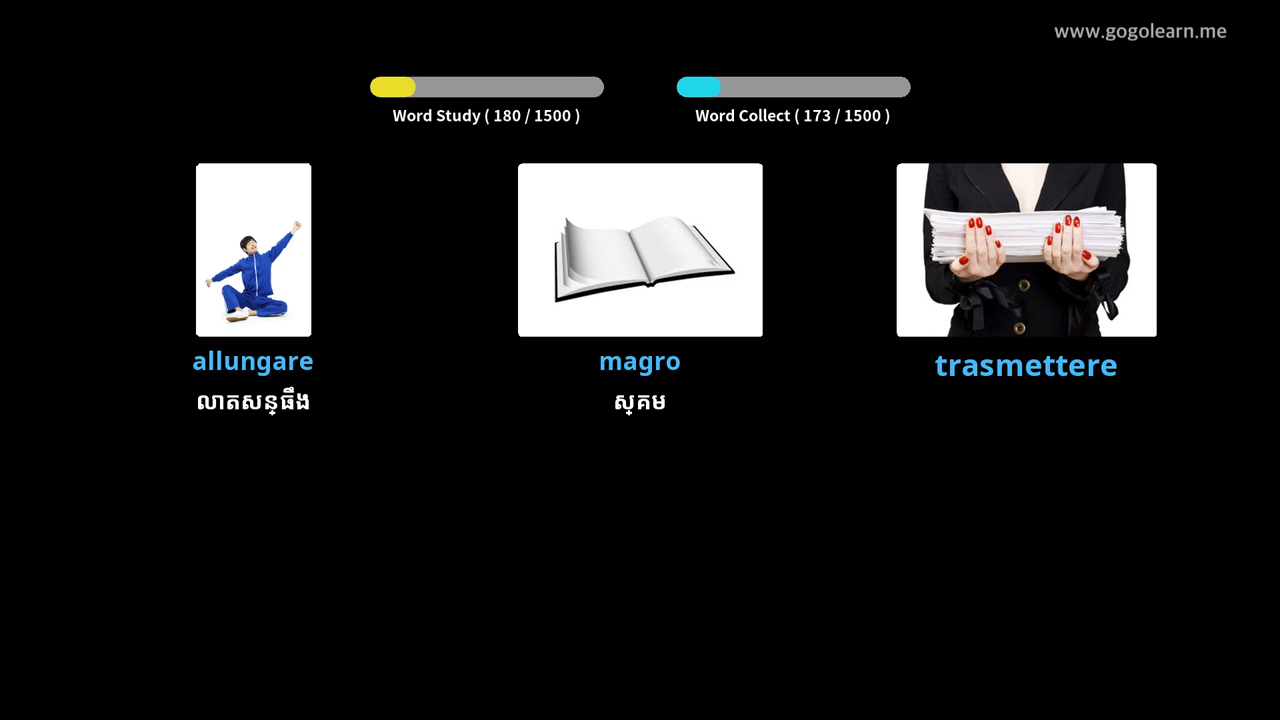 www.gogolearn.me
Word Study ( 180 / 1500 )
Word Collect ( 173 / 1500 )
allungare
magro
trasmettere
លាតសន្ធឹង
ស្គម